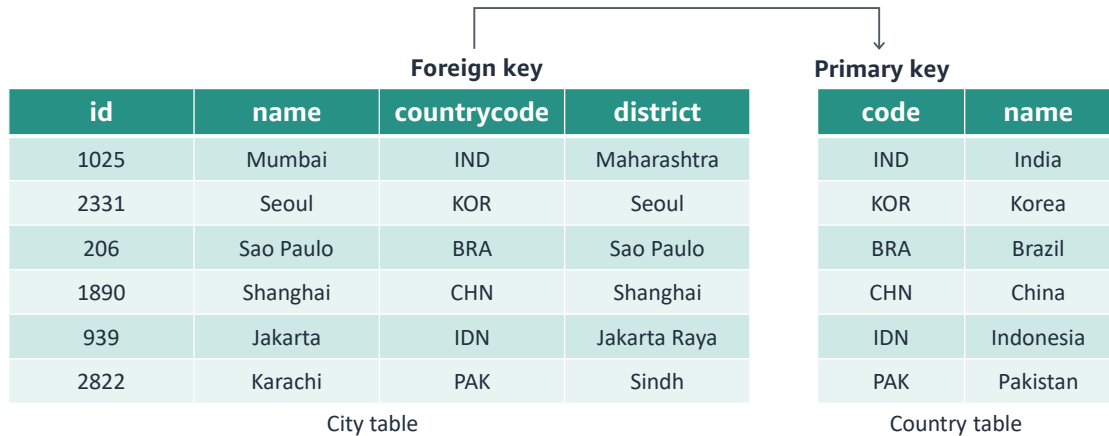 Foreign key Primary key
id name countrycode district code name
1025 Mumbai IND Maharashtra IND India
2331 Seoul KOR Seoul KOR Korea
206 Sao Paulo BRA Sao Paulo BRA Brazil
1890 Shanghai CHN Shanghai CHN China
939 Jakarta IDN Jakarta Raya IDN Indonesia
2822 Karachi PAK Sindh PAK Pakistan
City table Country table